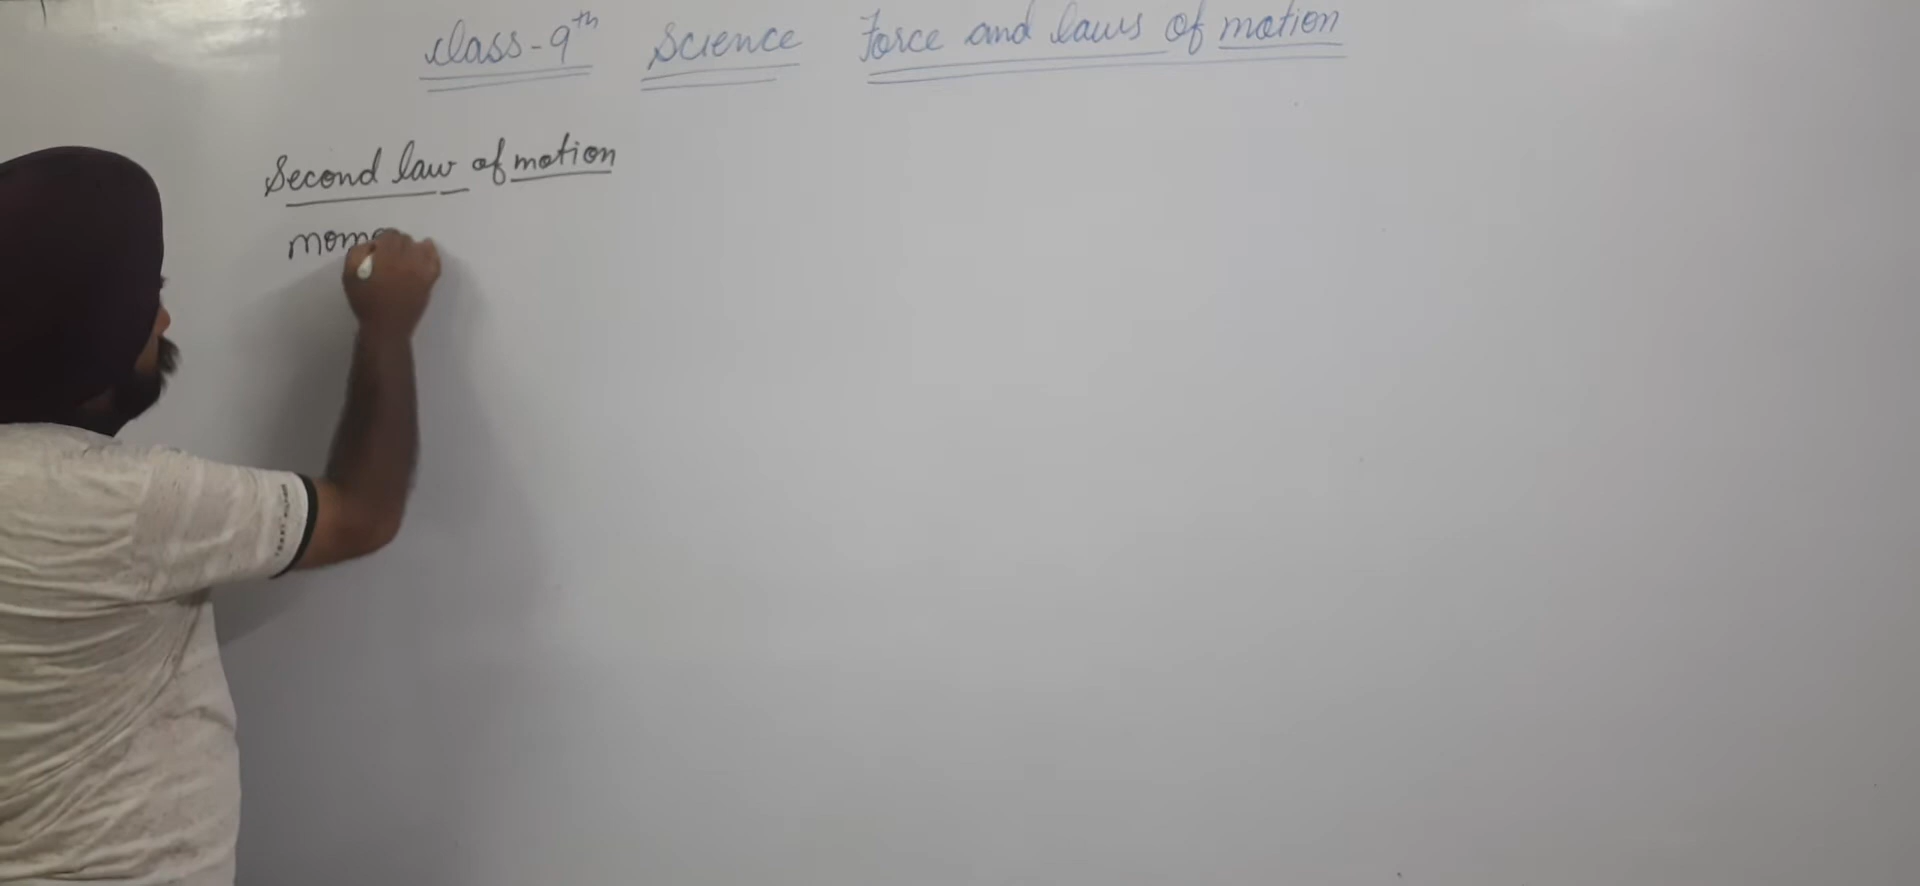 Class-9th Science Force and laws of motion
Second law of motion
mome